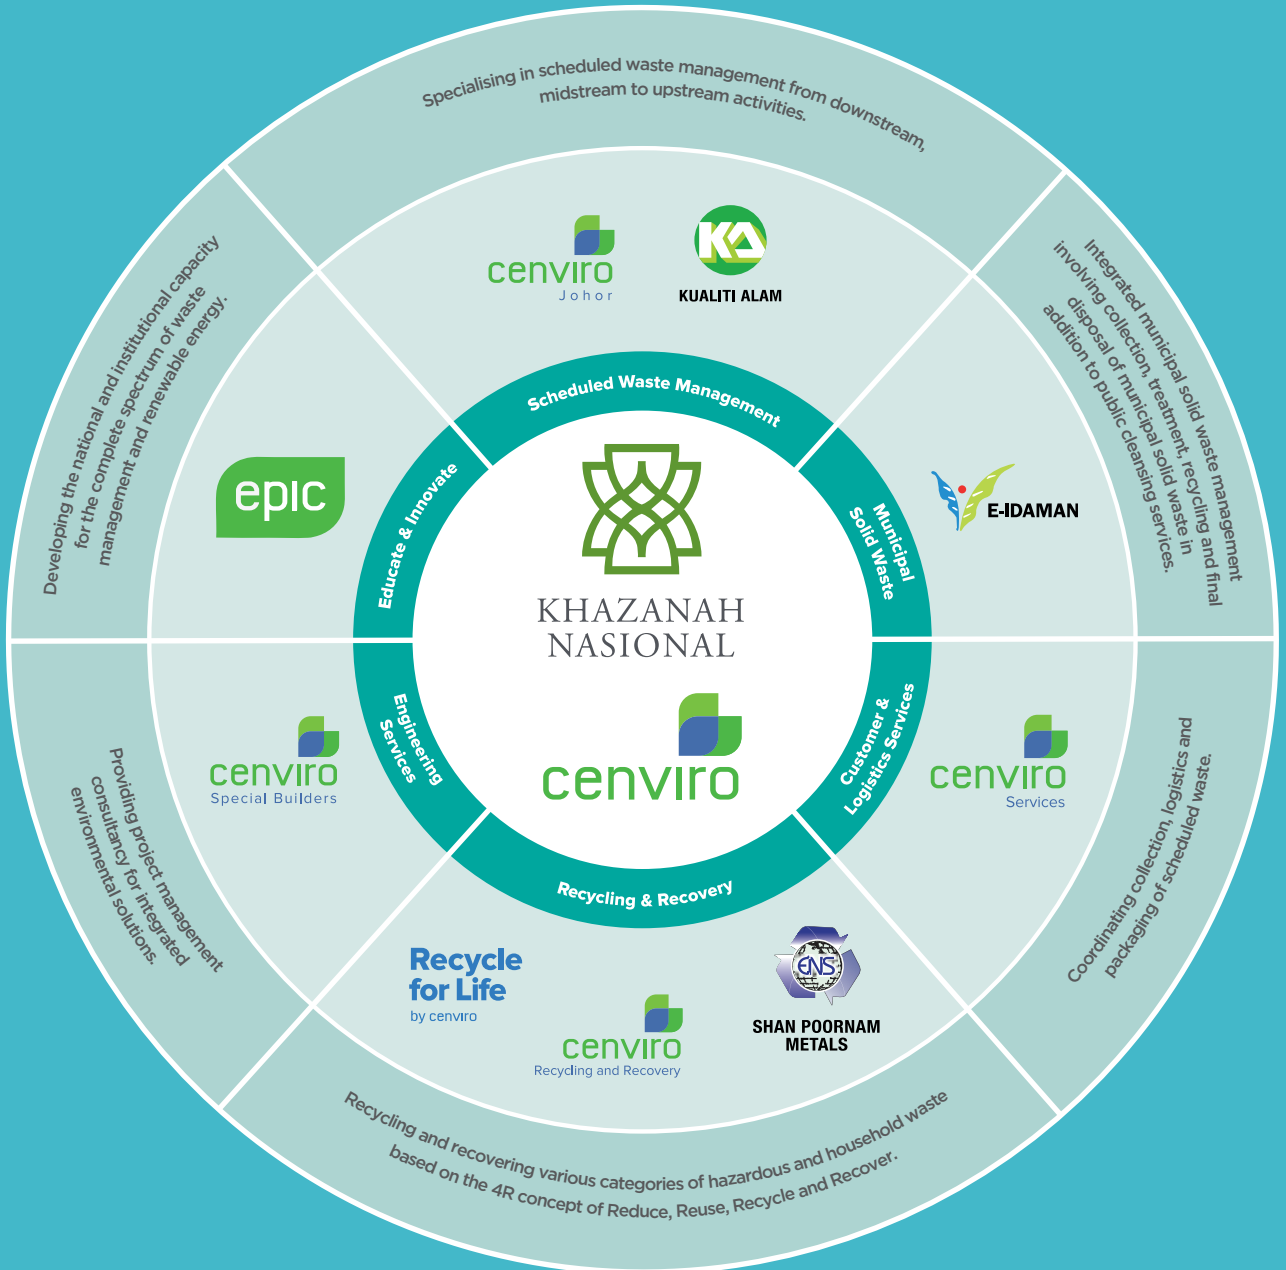 Specialising in scheduled waste management from downstream,
midstream to upstream activities.
cenviro
Johor
KA
KUALITI ALAM
Scheduled Waste Management
Integrated municipal solid waste management
involving collection, treatment, recycling and final
disposal of municipal solid waste in
addition to public cleansing services.
E-IDAMAN
Municipal
Solid Waste
Coordinating collection, logistics and
packaging of scheduled waste.
cenviro
Services
Customer &
Logistics Services
Recycling & Recovery
Recycle
for Life
by cenviro
cenviro
Recycling and Recovery
ENS
SHAN POORNAM
METALS
Recycling and recovering various categories of hazardous and household waste
based on the 4R concept of Reduce, Reuse, Recycle and Recover.
Providing project management
consultancy for integrated
environmental solutions.
cenviro
Special Builders
Engineering
Services
Developing the national and institutional capacity
for the complete spectrum of waste
management and renewable energy.
epic
Educate & Innovate
KHAZANAH
NASIONAL
cenviro